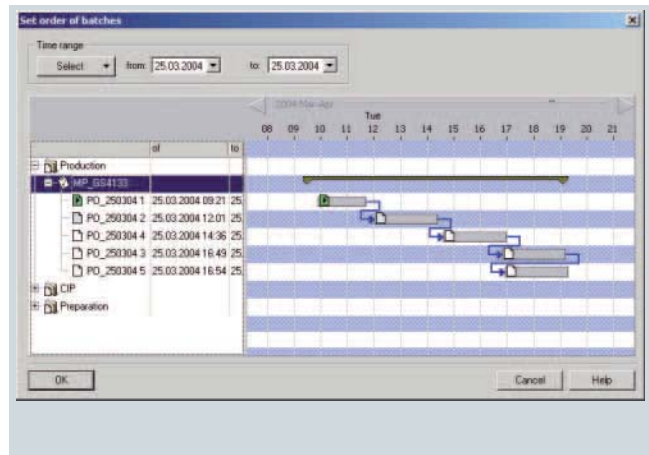 Set order of batches
Time range
Select from: 25.03.2004 to: 25.03.2004
2004 Mar-Apr
Tue
08 09 10 11 12 13 14 15 16 17 18 19 20 21
of to
Production
MP_GS4133
PO_250304 1 25.03.2004 09:21 25.
PO_250304 2 25.03.2004 12:01 25.
PO_250304 4 25.03.2004 14:36 25.
PO_250304 3 25.03.2004 16:49 25.
PO_250304 5 25.03.2004 16:54 25.
CIP
Preparation
OK Cancel Help